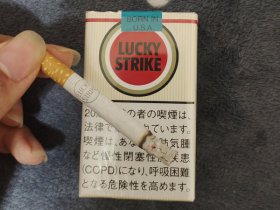 BORN IN
U.S.A.
LUCKY
STRIKE
20 の者の喫煙は、
法律で れています。
喫煙は、あな 肺気腫
など慢性閉塞性 疾患
(COPD)になり、呼吸困難
となる危険性を高めます。